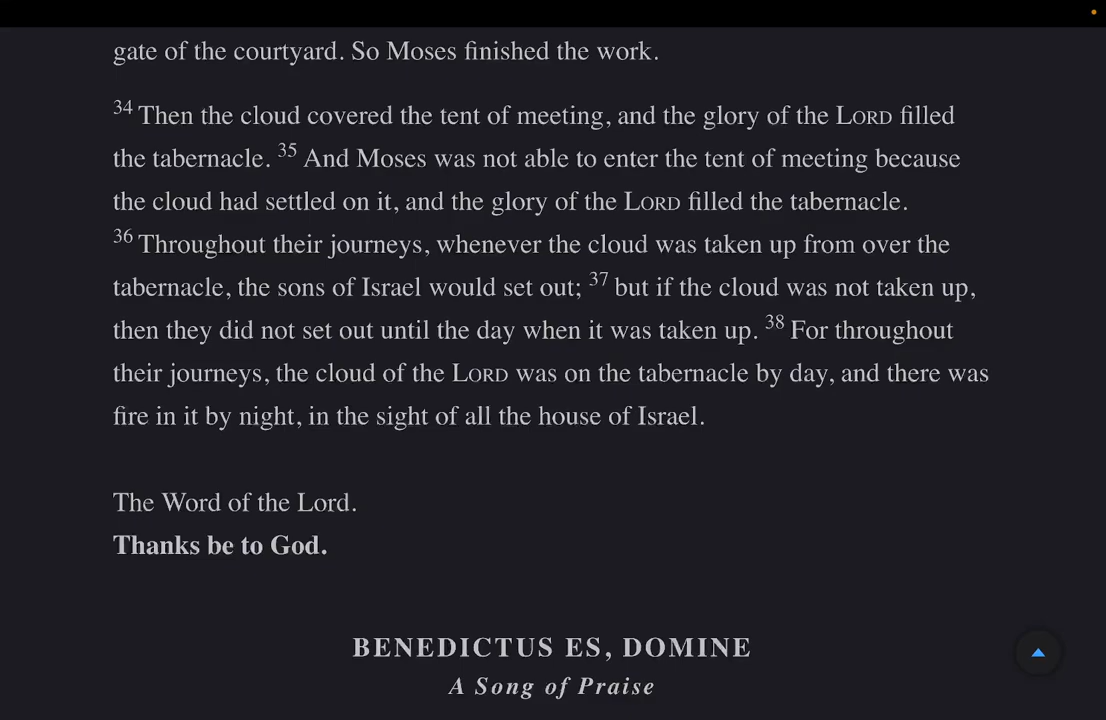 gate of the courtyard. So Moses finished the work.
34 Then the cloud covered the tent of meeting, and the glory of the LORD filled
the tabernacle. 35 And Moses was not able to enter the tent of meeting because
the cloud had settled on it, and the glory of the LORD filled the tabernacle.
36 Throughout their journeys, whenever the cloud was taken up from over the
tabernacle, the sons of Israel would set out; 37 but if the cloud was not taken up,
then they did not set out until the day when it was taken up. 38 For throughout
their journeys, the cloud of the LORD was on the tabernacle by day, and there was
fire in it by night, in the sight of all the house of Israel.
The Word of the Lord.
Thanks be to God.
BENEDICTUS ES, DOMINE
A Song of Praise